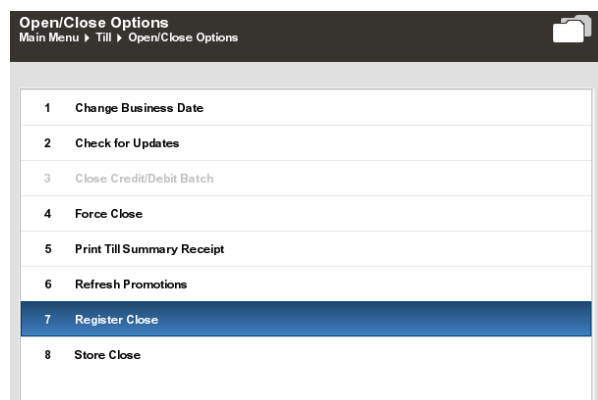 Open/Close Options
Main Menu ▸ Till ▸ Open/Close Options
1 Change Business Date
2 Check for Updates
3 Close Credit/Debit Batch
4 Force Close
5 Print Till Summary Receipt
6 Refresh Promotions
7 Register Close
8 Store Close